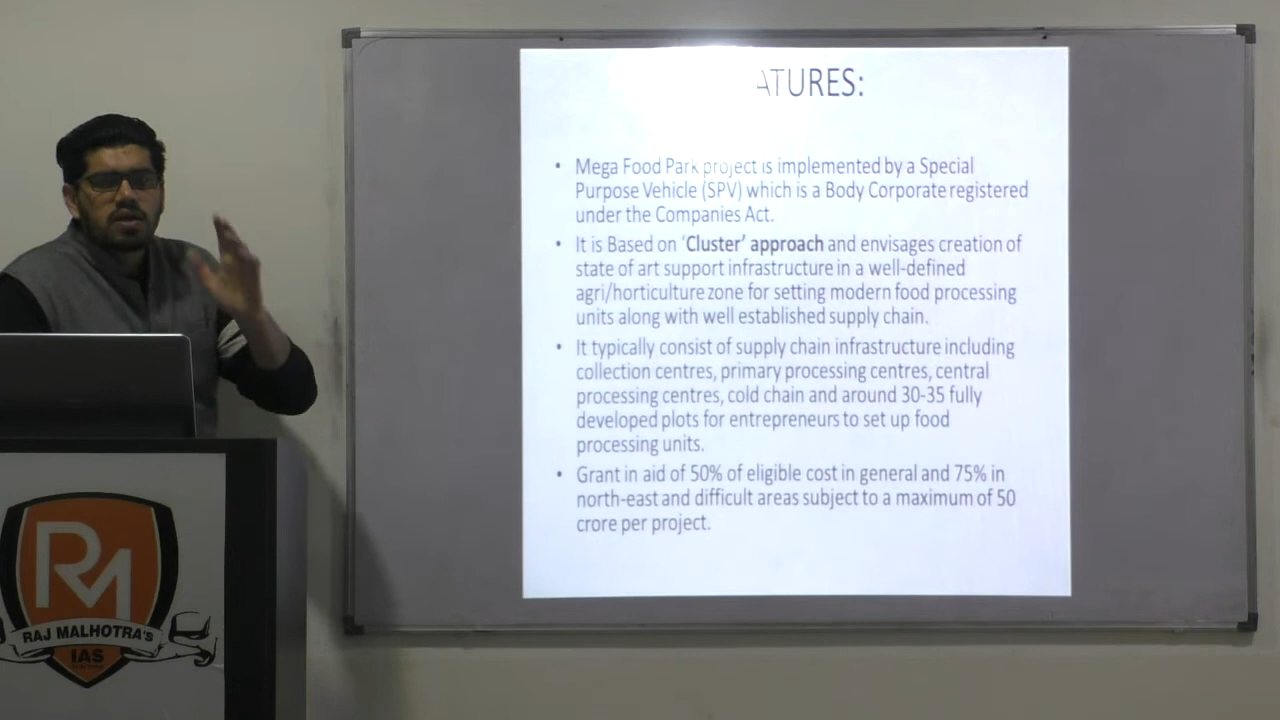 ATURES:
• Mega Food Park project is implemented by a Special
Purpose Vehicle (SPV) which is a Body Corporate registered
under the Companies Act.
• It is Based on ‘Cluster’ approach and envisages creation of
state of art support infrastructure in a well-defined
agri/horticulture zone for setting modern food processing
units along with well established supply chain.
• It typically consist of supply chain infrastructure including
collection centres, primary processing centres, central
processing centres, cold chain and around 30-35 fully
developed plots for entrepreneurs to set up food
processing units.
• Grant in aid of 50% of eligible cost in general and 75% in
north-east and difficult areas subject to a maximum of 50
crore per project.
RM
RAJ MALHOTRA'S
IAS